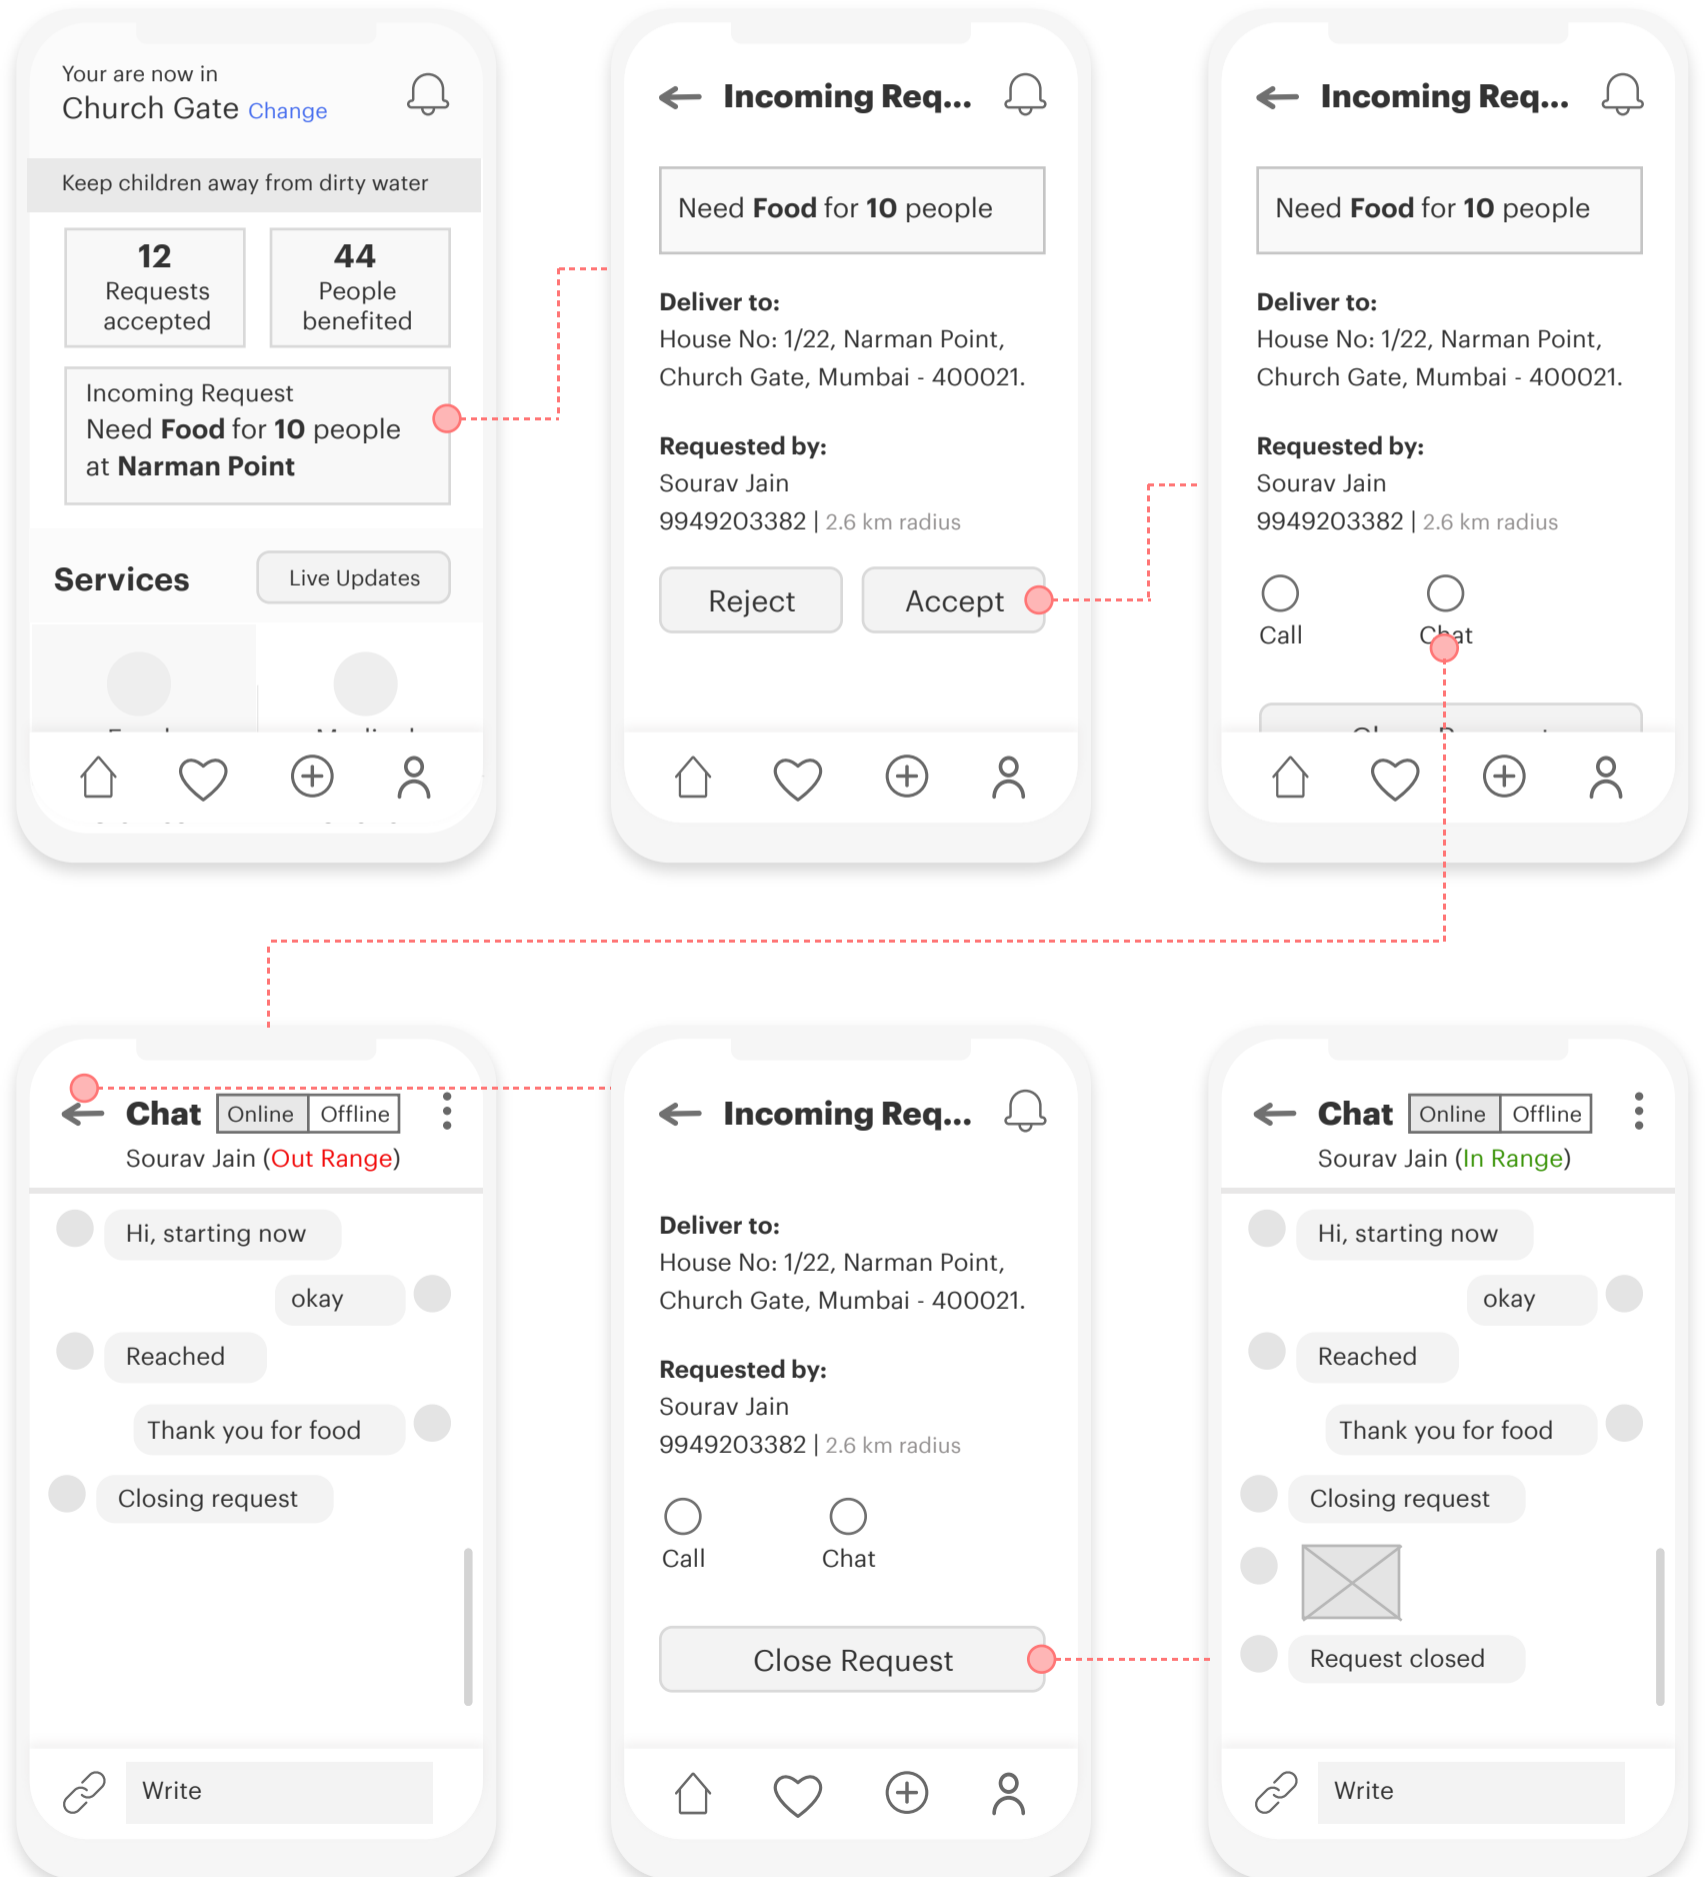 Your are now in
Church Gate Change
Keep children away from dirty water
12
Requests
accepted
44
People
benefited
Incoming Request
Need Food for 10 people
at Narman Point
Services
Live Updates
Incoming Req...
Need Food for 10 people
Deliver to:
House No: 1/22, Narman Point,
Church Gate, Mumbai - 400021.
Requested by:
Sourav Jain
9949203382 | 2.6 km radius
Reject
Accept
Incoming Req...
Need Food for 10 people
Deliver to:
House No: 1/22, Narman Point,
Church Gate, Mumbai - 400021.
Requested by:
Sourav Jain
9949203382 | 2.6 km radius
Call
Chat
Chat Online Offline
Sourav Jain (Out Range)
Hi, starting now
okay
Reached
Thank you for food
Closing request
Write
Incoming Req...
Deliver to:
House No: 1/22, Narman Point,
Church Gate, Mumbai - 400021.
Requested by:
Sourav Jain
9949203382 | 2.6 km radius
Call
Chat
Close Request
Chat Online Offline
Sourav Jain (In Range)
Hi, starting now
okay
Reached
Thank you for food
Closing request
Request closed
Write